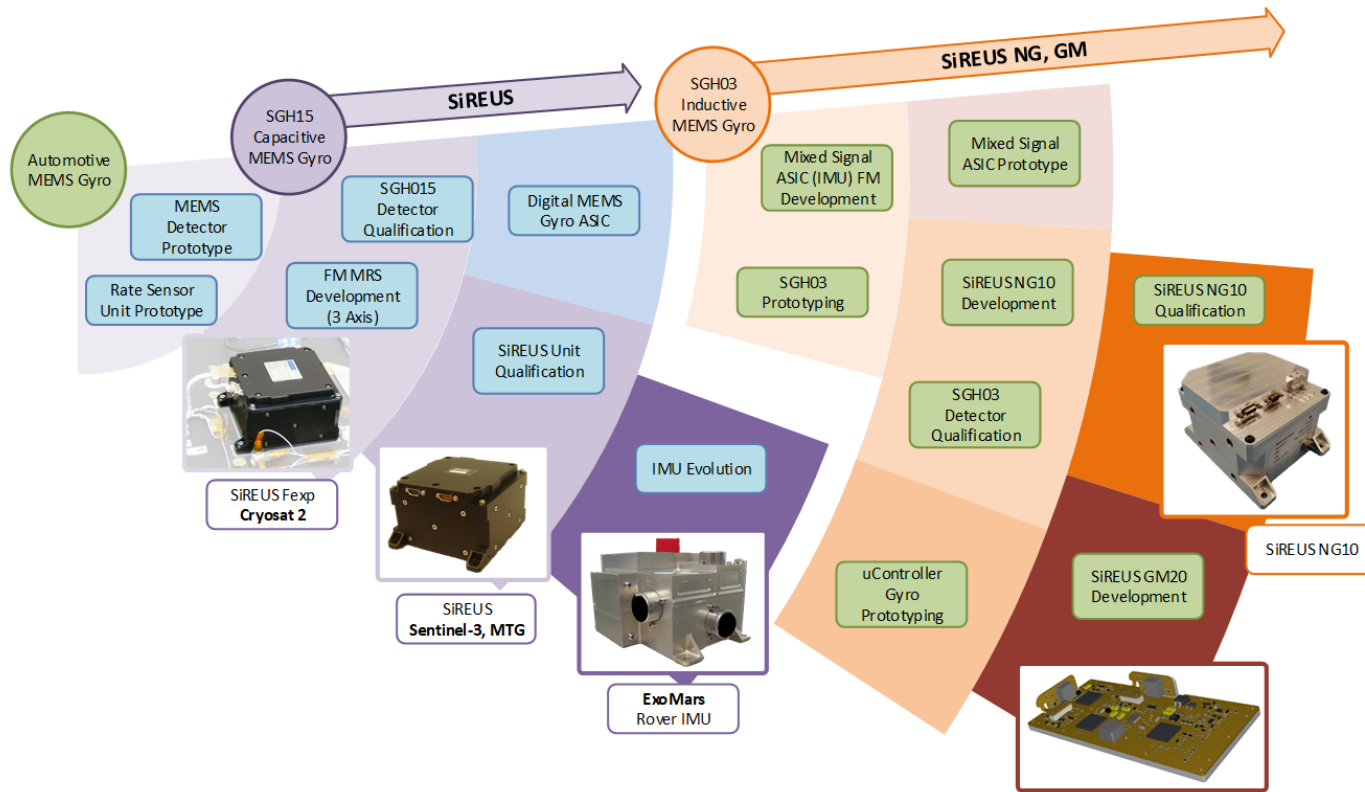 SiREUS NG, GM
SiREUS
SGH03
Inductive
MEMS Gyro
SGH15
Capacitive
MEMS Gyro
Automotive
MEMS Gyro
MEMS
Detector
Prototype
Rate Sensor
Unit Prototype
SGH015
Detector
Qualification
FM MRS
Development
(3 Axis)
Digital MEMS
Gyro ASIC
SiREUS Unit
Qualification
IMU Evolution
SiREUS Fexp
Cryosat 2
SiREUS
Sentinel-3, MTG
ExoMars
Rover IMU
Mixed Signal
ASIC (IMU) FM
Development
SGH03
Prototyping
Mixed Signal
ASIC Prototype
SiREUS NG10
Development
SGH03
Detector
Qualification
uController
Gyro
Prototyping
SiREUS NG10
Qualification
SiREUS NG10
SiREUS GM20
Development